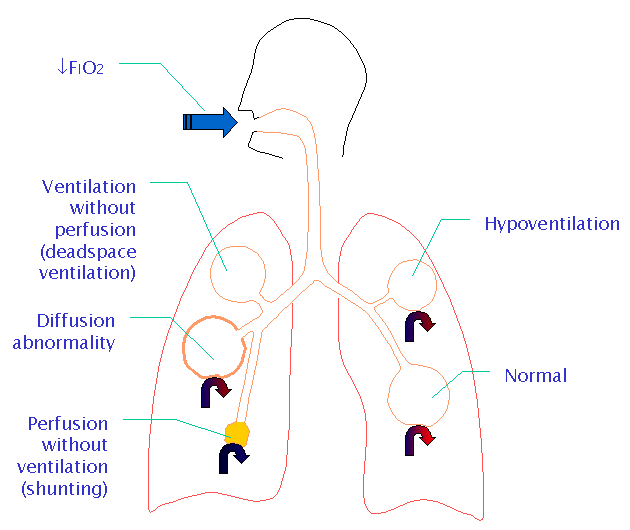 ↓FIO2
Ventilation
without
perfusion
(deadspace
ventilation)
Hypoventilation
Diffusion
abnormality
Normal
Perfusion
without
ventilation
(shunting)